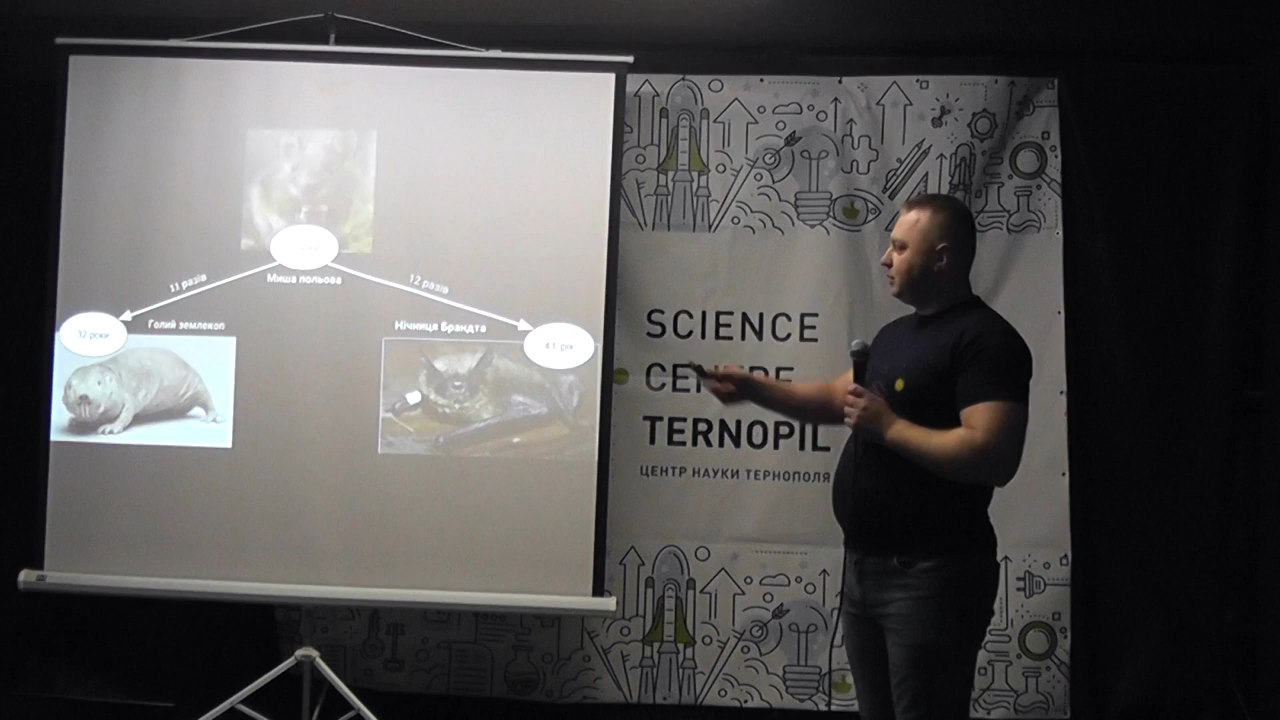 Миша польова
11 разів
12 разів
32 роки
Голий землекоп
Нічниця Брандта
41 рік
SCIENCE
CENTRE
TERNOPIL
ЦЕНТР НАУКИ ТЕРНОПОЛЯ